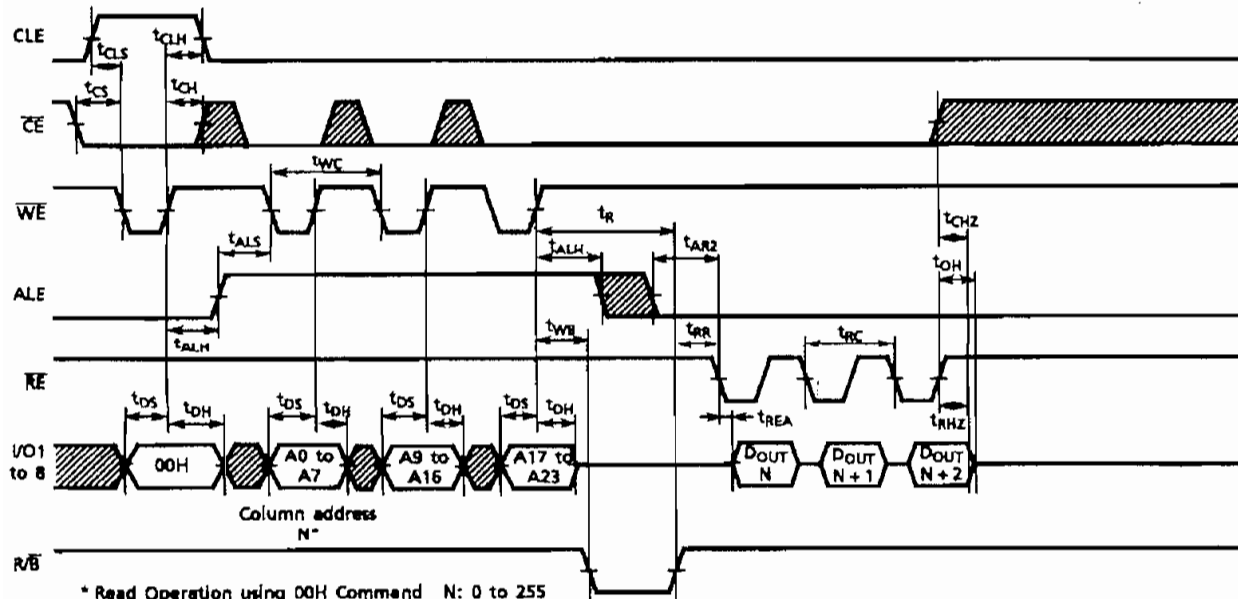 CLE
tCLS
tCLH
tCS
tCH
CE
tWC
WE
tR
tCHZ
tALS
tALH
tAR2
tOH
ALE
tALH
tWB
tRR
tRC
RE
tDS
tDH
tDS
tDH
tDS
tDH
tDS
tDH
tREA
tRHZ
I/O1
to 8
00H
A0 to
A7
A9 to
A16
A17 to
A23
DOUT
N
DOUT
N + 1
DOUT
N + 2
Column address
N*
R/B
* Read Operation using 00H Command N: 0 to 255